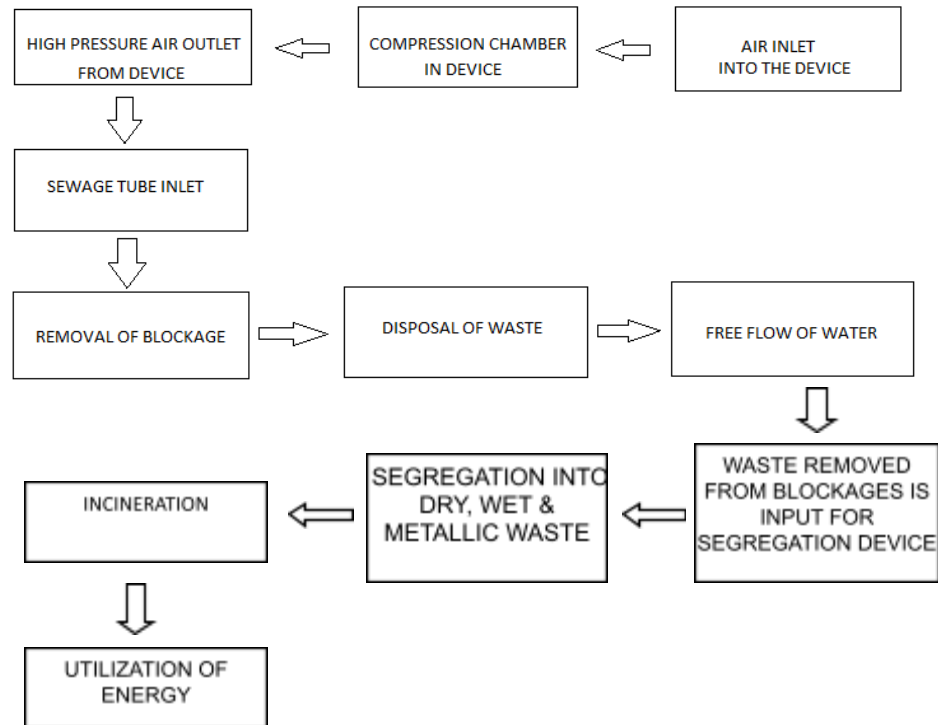 HIGH PRESSURE AIR OUTLET
FROM DEVICE
COMPRESSION CHAMBER
IN DEVICE
AIR INLET
INTO THE DEVICE
SEWAGE TUBE INLET
REMOVAL OF BLOCKAGE
DISPOSAL OF WASTE
FREE FLOW OF WATER
INCINERATION
SEGREGATION INTO
DRY, WET &
METALLIC WASTE
WASTE REMOVED
FROM BLOCKAGES IS
INPUT FOR
SEGREGATION DEVICE
UTILIZATION OF
ENERGY